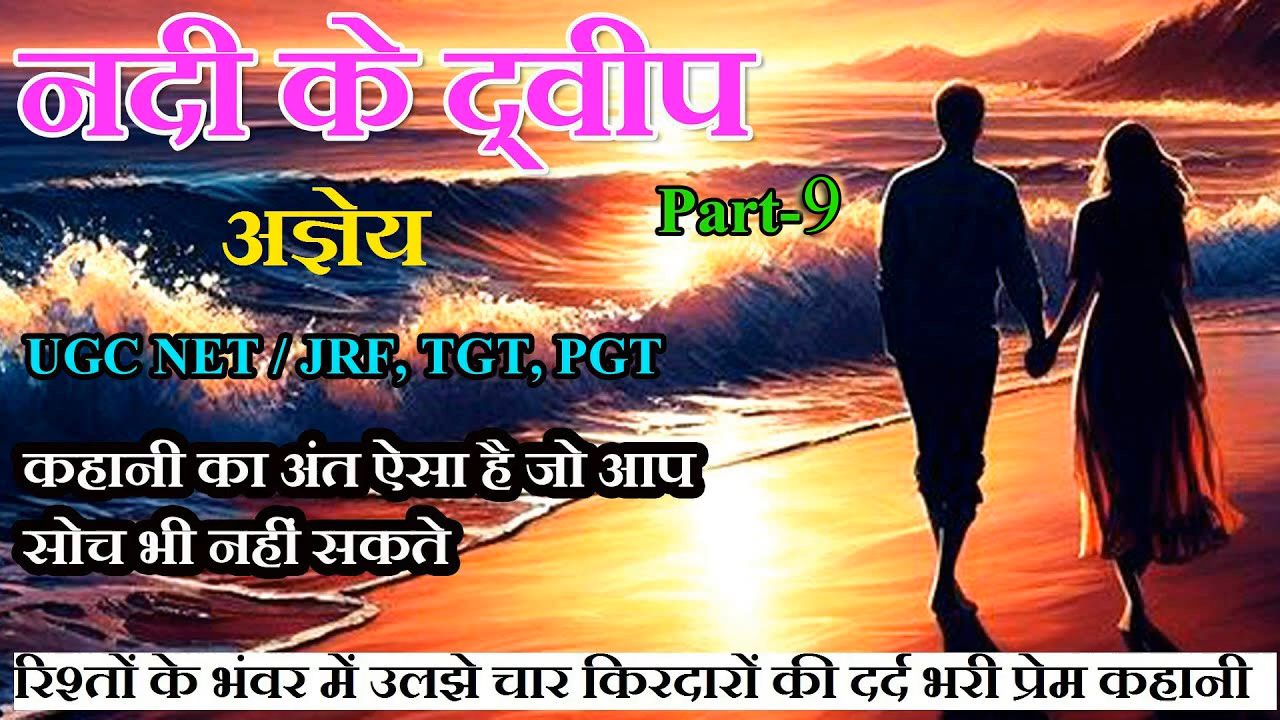 नदी के द्वीप
अज्ञेय
Part-9
UGC NET / JRF, TGT, PGT
कहानी का अंत ऐसा है जो आप
सोच भी नहीं सकते
रिश्तों के भंवर में उलझे चार किरदारों की दर्द भरी प्रेम कहानी